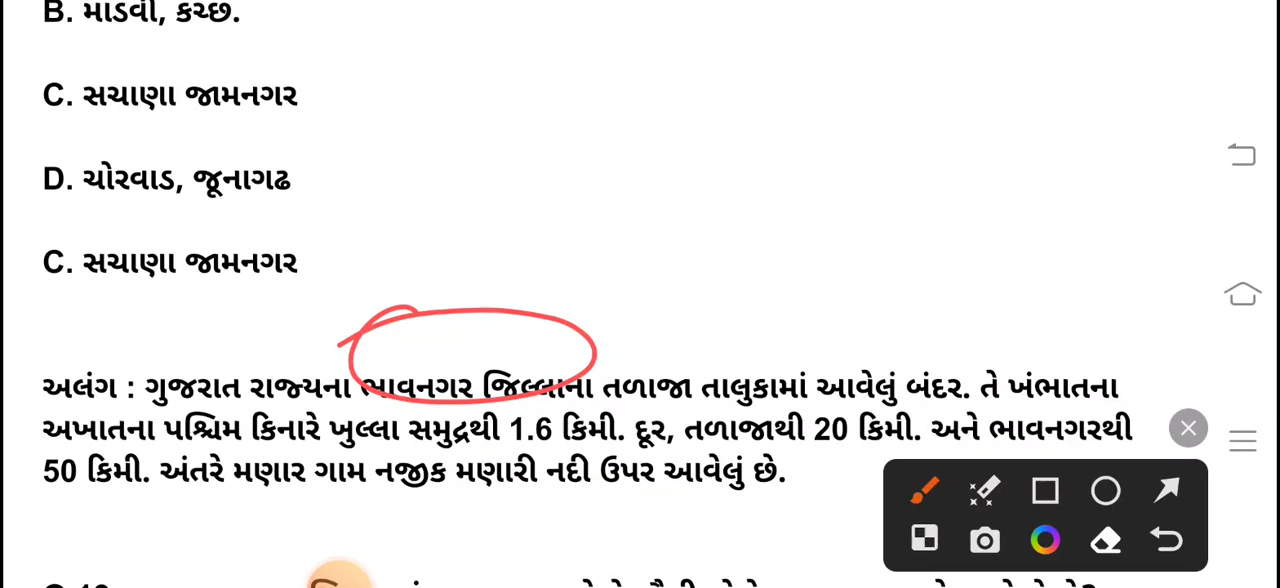 B. માંડવી, કચ્છ.
C. સચાણા જામનગર
D. ચોરવાડ, જૂનાગઢ
C. સચાણા જામનગર
અલંગ : ગુજરાત રાજ્યના ભાવનગર જિલ્લાના તળાજા તાલુકામાં આવેલું બંદર. તે ખંભાતના
અખાતના પશ્ચિમ કિનારે ખુલ્લા સમુદ્રથી 1.6 કિમી. દૂર, તળાજાથી 20 કિમી. અને ભાવનગરથી
50 કિમી. અંતરે મણાર ગામ નજીક મણારી નદી ઉપર આવેલું છે.